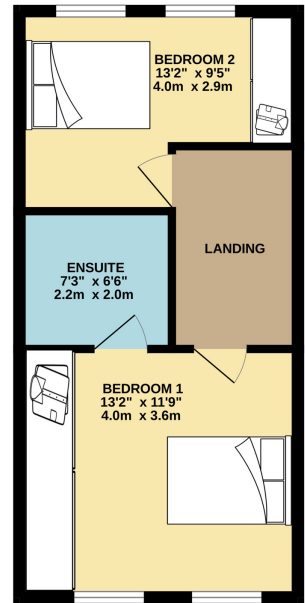 BEDROOM 2
13'2" x 9'5"
4.0m x 2.9m
LANDING
ENSUITE
7'3" x 6'6"
2.2m x 2.0m
BEDROOM 1
13'2" x 11'9"
4.0m x 3.6m